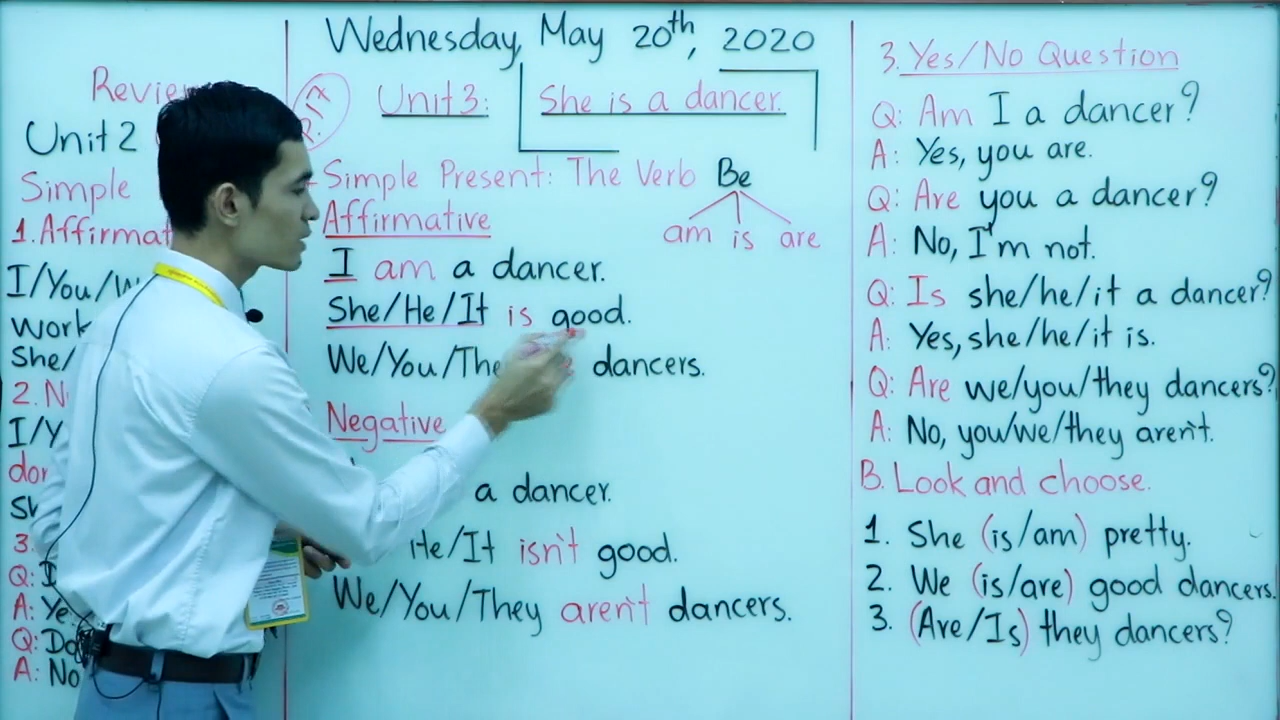 Wednesday, May 20th, 2020
Unit 2
Simple
1. Affirmat
I/You/W
Work
She/
2. N
I/Y
don
Sh
3.
Q: I
A: Ye
Q: Do
A: No
Unit 3: She is a dancer.
Simple Present: The Verb Be
am is are
Affirmative
I am a dancer.
She/He/It is good.
We/You/The dancers.
Negative
a dancer.
He/It isn't good.
We/You/They aren't dancers.
3. Yes/No Question
Q: Am I a dancer?
A: Yes, you are.
Q: Are you a dancer?
A: No, I'm not.
Q: Is she/he/it a dancer?
A: Yes, she/he/it is.
Q: Are we/you/they dancers?
A: No, you/we/they aren't.
B. Look and choose.
1. She (is/am) pretty.
2. We (is/are) good dancers.
3. (Are/Is) they dancers?